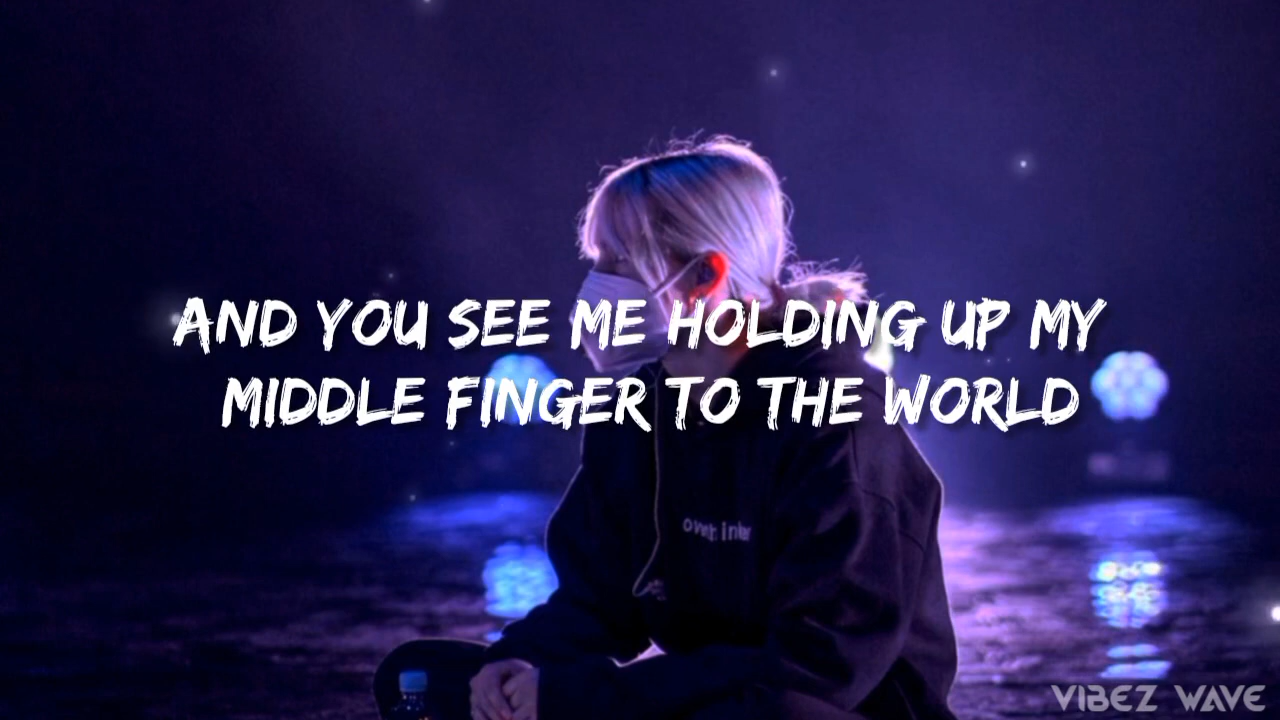 AND YOU SEE ME HOLDING UP MY
MIDDLE FINGER TO THE WORLD
VIBEZ WAVE